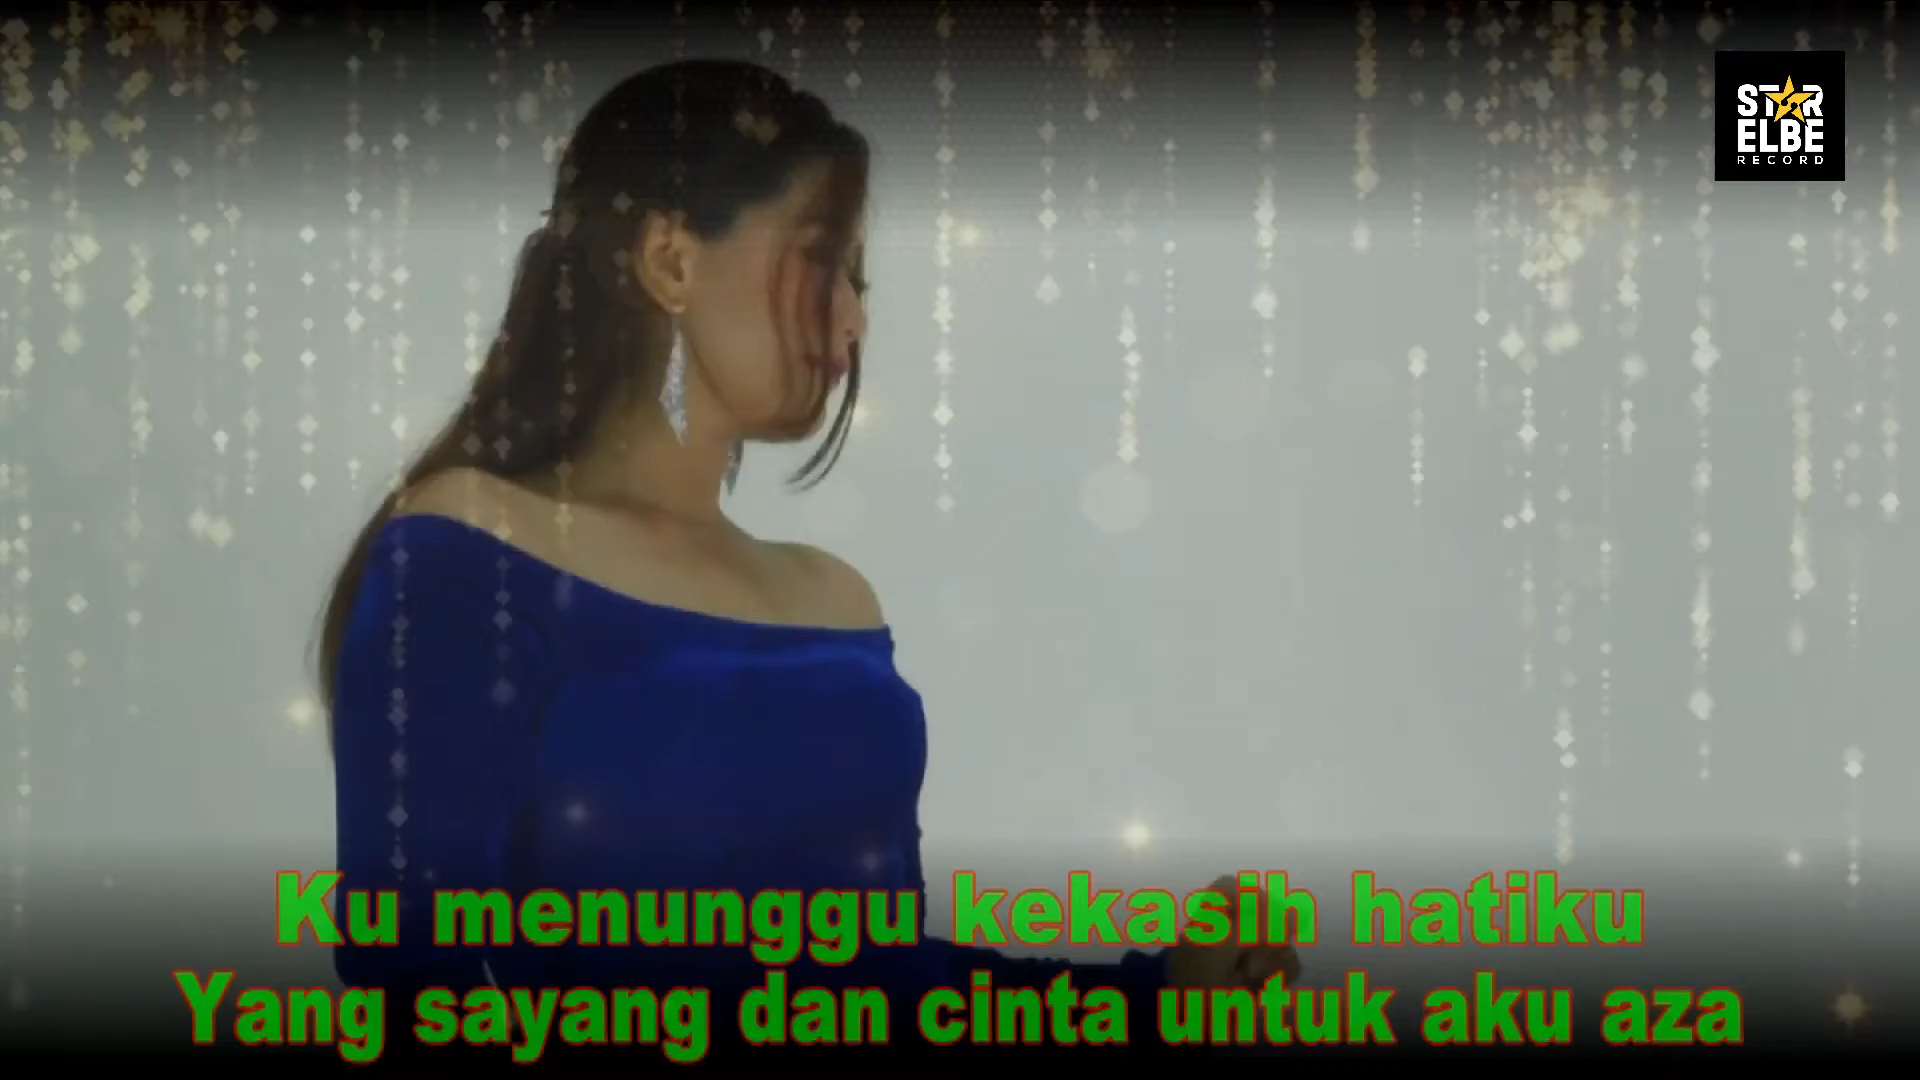 STAR
ELBE
RECORD
Ku menunggu kekasih hatiku
Yang sayang dan cinta untuk aku aza